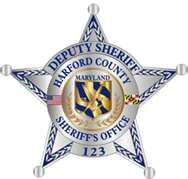 DEPUTY SHERIFF
HARFORD COUNTY
MARYLAND
SHERIFF'S OFFICE
123